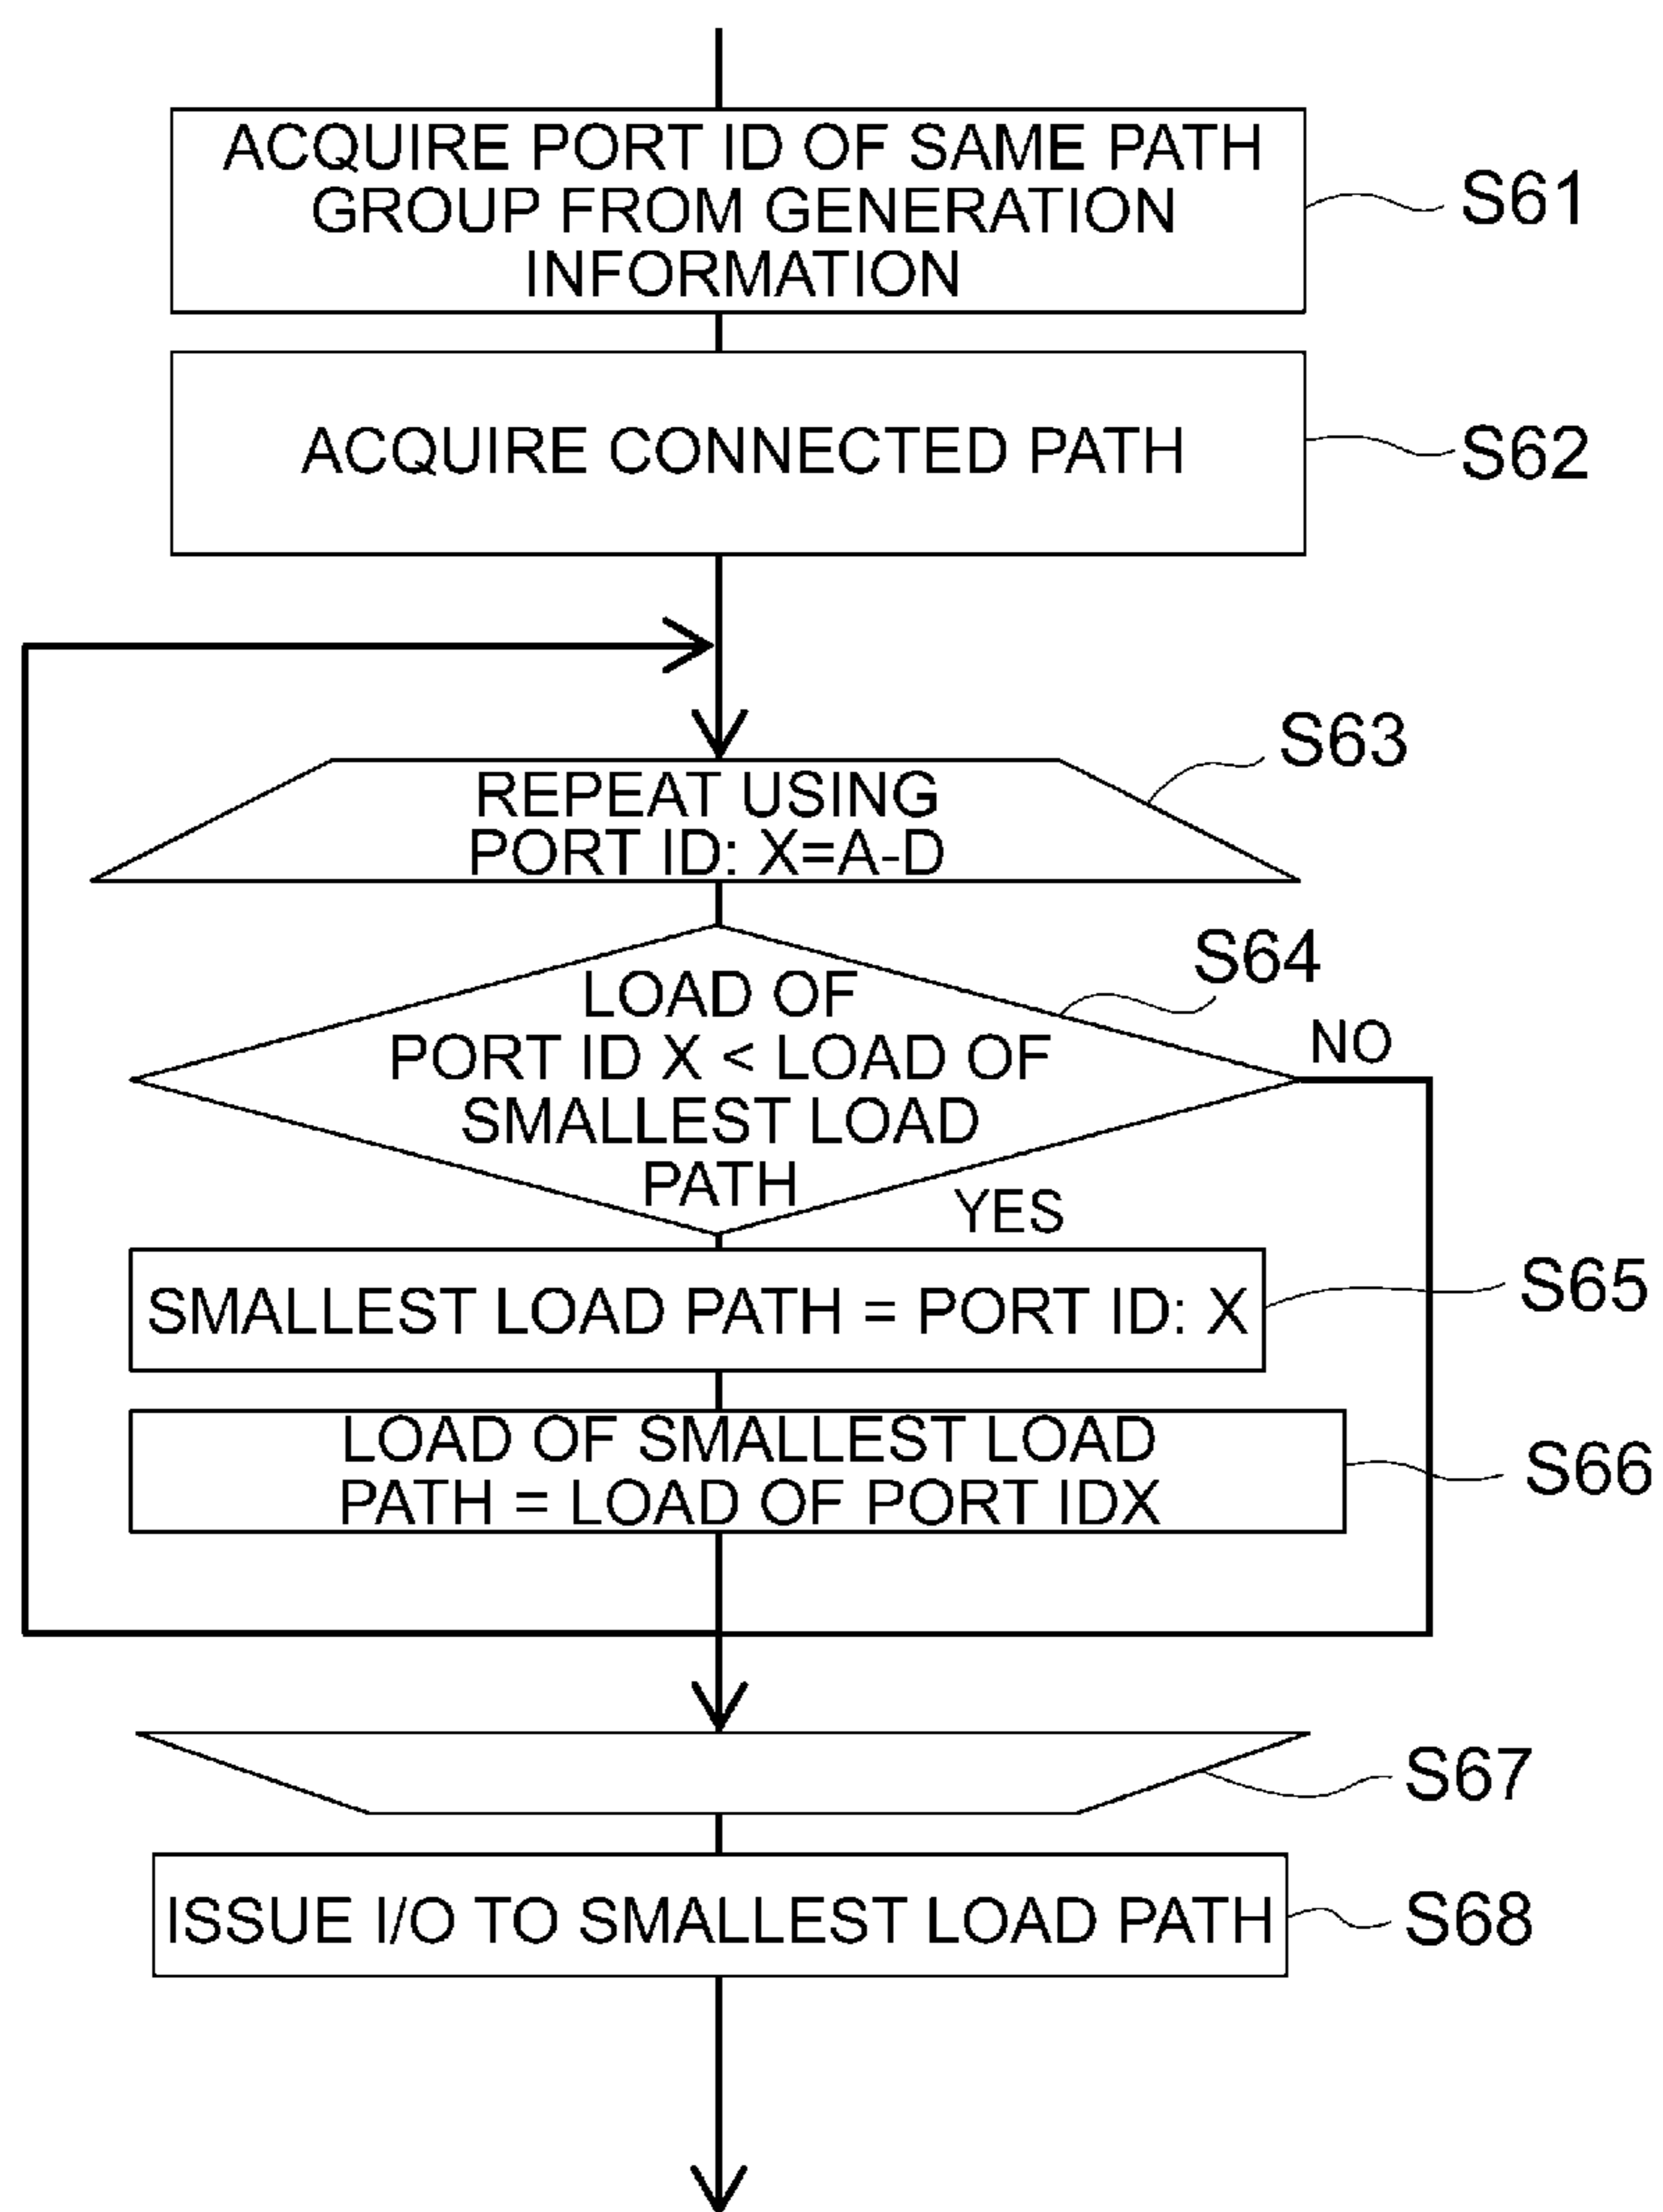 ACQUIRE PORT ID OF SAME PATH
GROUP FROM GENERATION
INFORMATION
S61
ACQUIRE CONNECTED PATH
S62
S63
REPEAT USING
PORT ID: X=A-D
S64
LOAD OF
PORT ID X < LOAD OF
SMALLEST LOAD
PATH
NO
YES
SMALLEST LOAD PATH = PORT ID: X
S65
LOAD OF SMALLEST LOAD
PATH = LOAD OF PORT IDX
S66
S67
ISSUE I/O TO SMALLEST LOAD PATH
S68